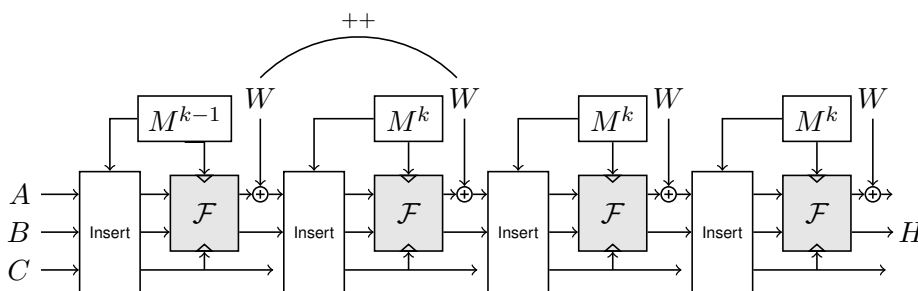 ++
W W W W
M^{k-1} M^k M^k M^k
A
F F F F
B Insert Insert Insert Insert H
C